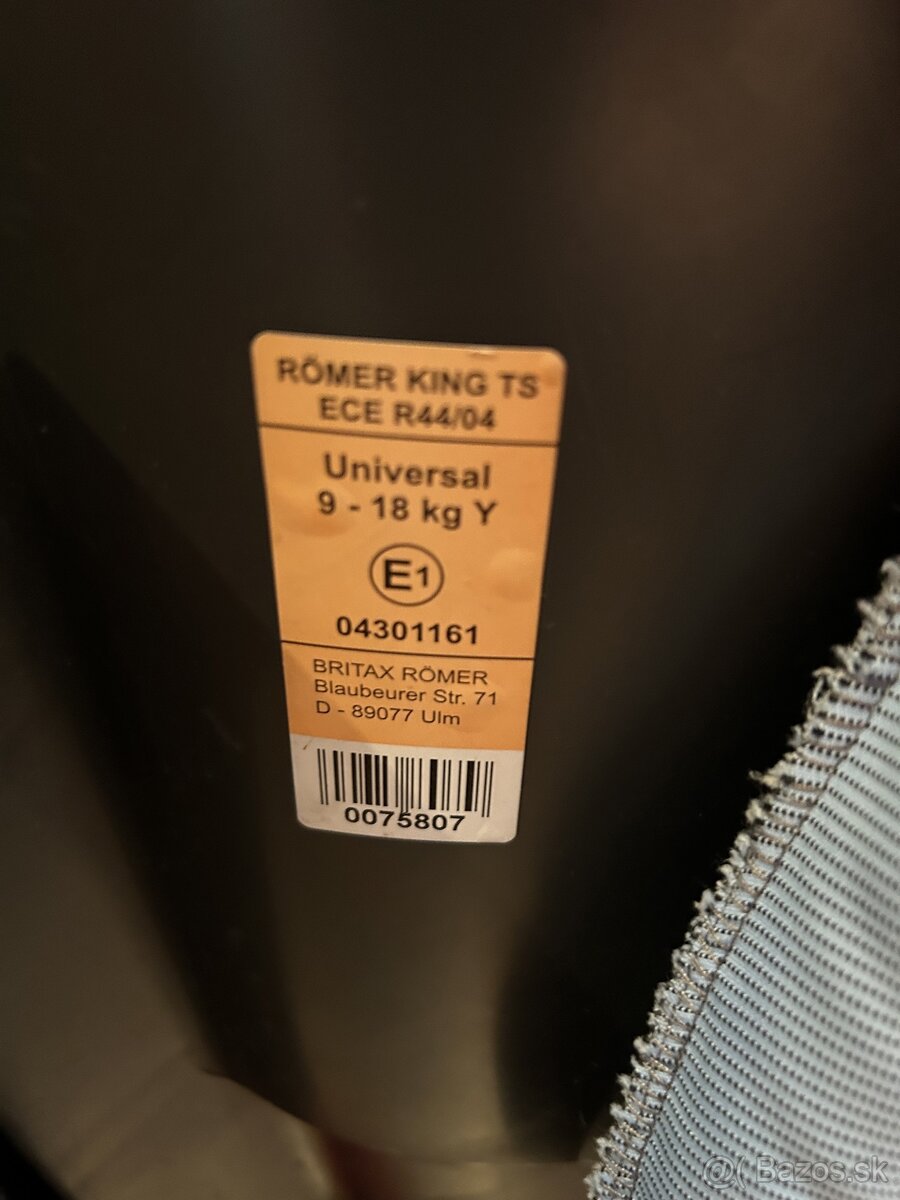 RÖMER KING TS
ECE R44/04
Universal
9 - 18 kg Y
E1
04301161
BRITAX RÖMER
Blaubeurer Str. 71
D - 89077 Ulm
0075807
@( Bazos.sk